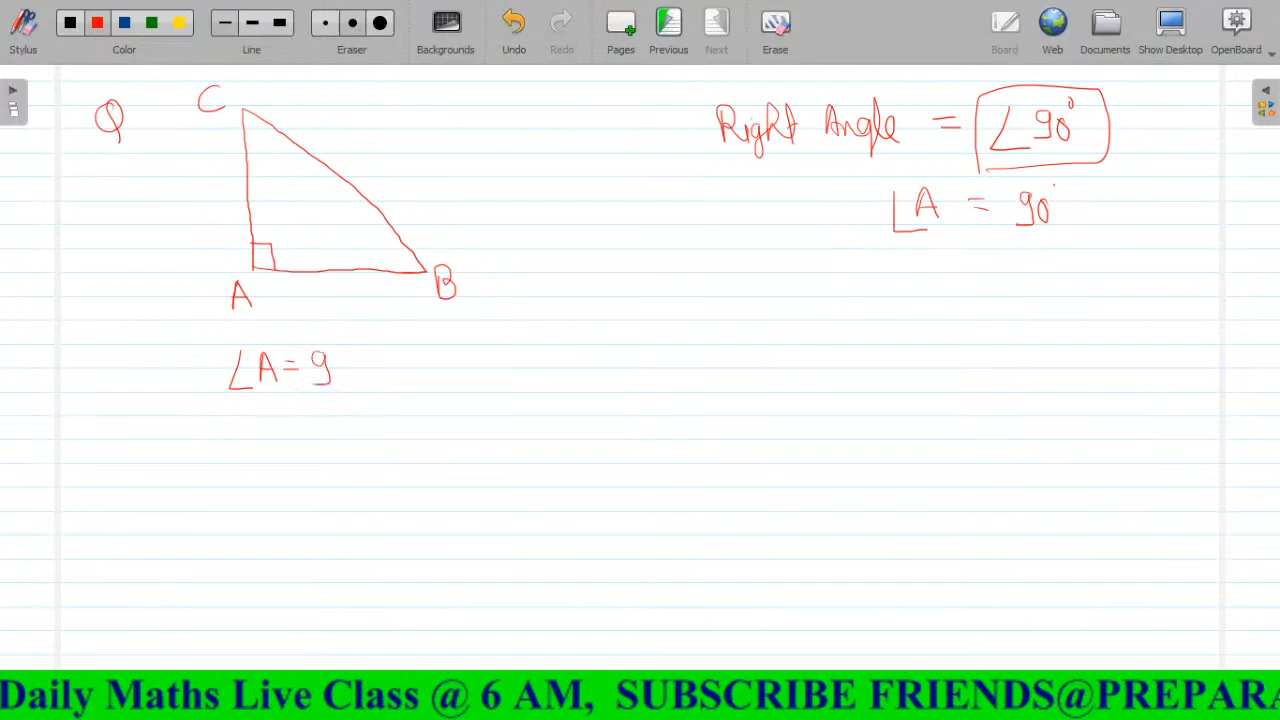 Stylus
Color
Line
Eraser
Backgrounds
Undo
Redo
Pages
Previous
Next
Erase
Board
Web
Documents
Show Desktop
OpenBoard
Q
C
A
B
∠A = 9
Right Angle = ∠90°
∠A = 90°
Daily Maths Live Class @ 6 AM, SUBSCRIBE FRIENDS@PREPARA